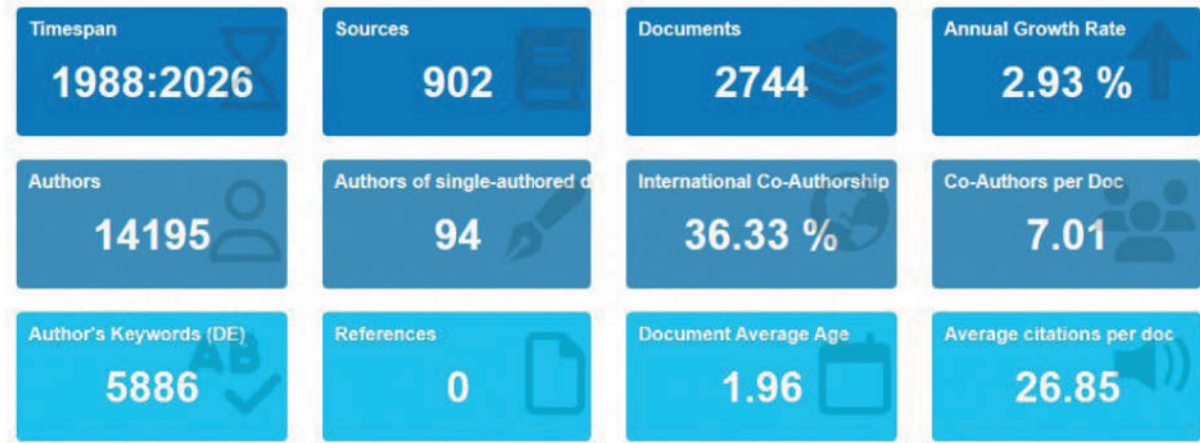 Timespan
1988:2026
Sources
902
Documents
2744
Annual Growth Rate
2.93 %
Authors
14195
Authors of single-authored d
94
International Co-Authorship
36.33 %
Co-Authors per Doc
7.01
Author's Keywords (DE)
5886
AB
References
0
Document Average Age
1.96
Average citations per doc
26.85